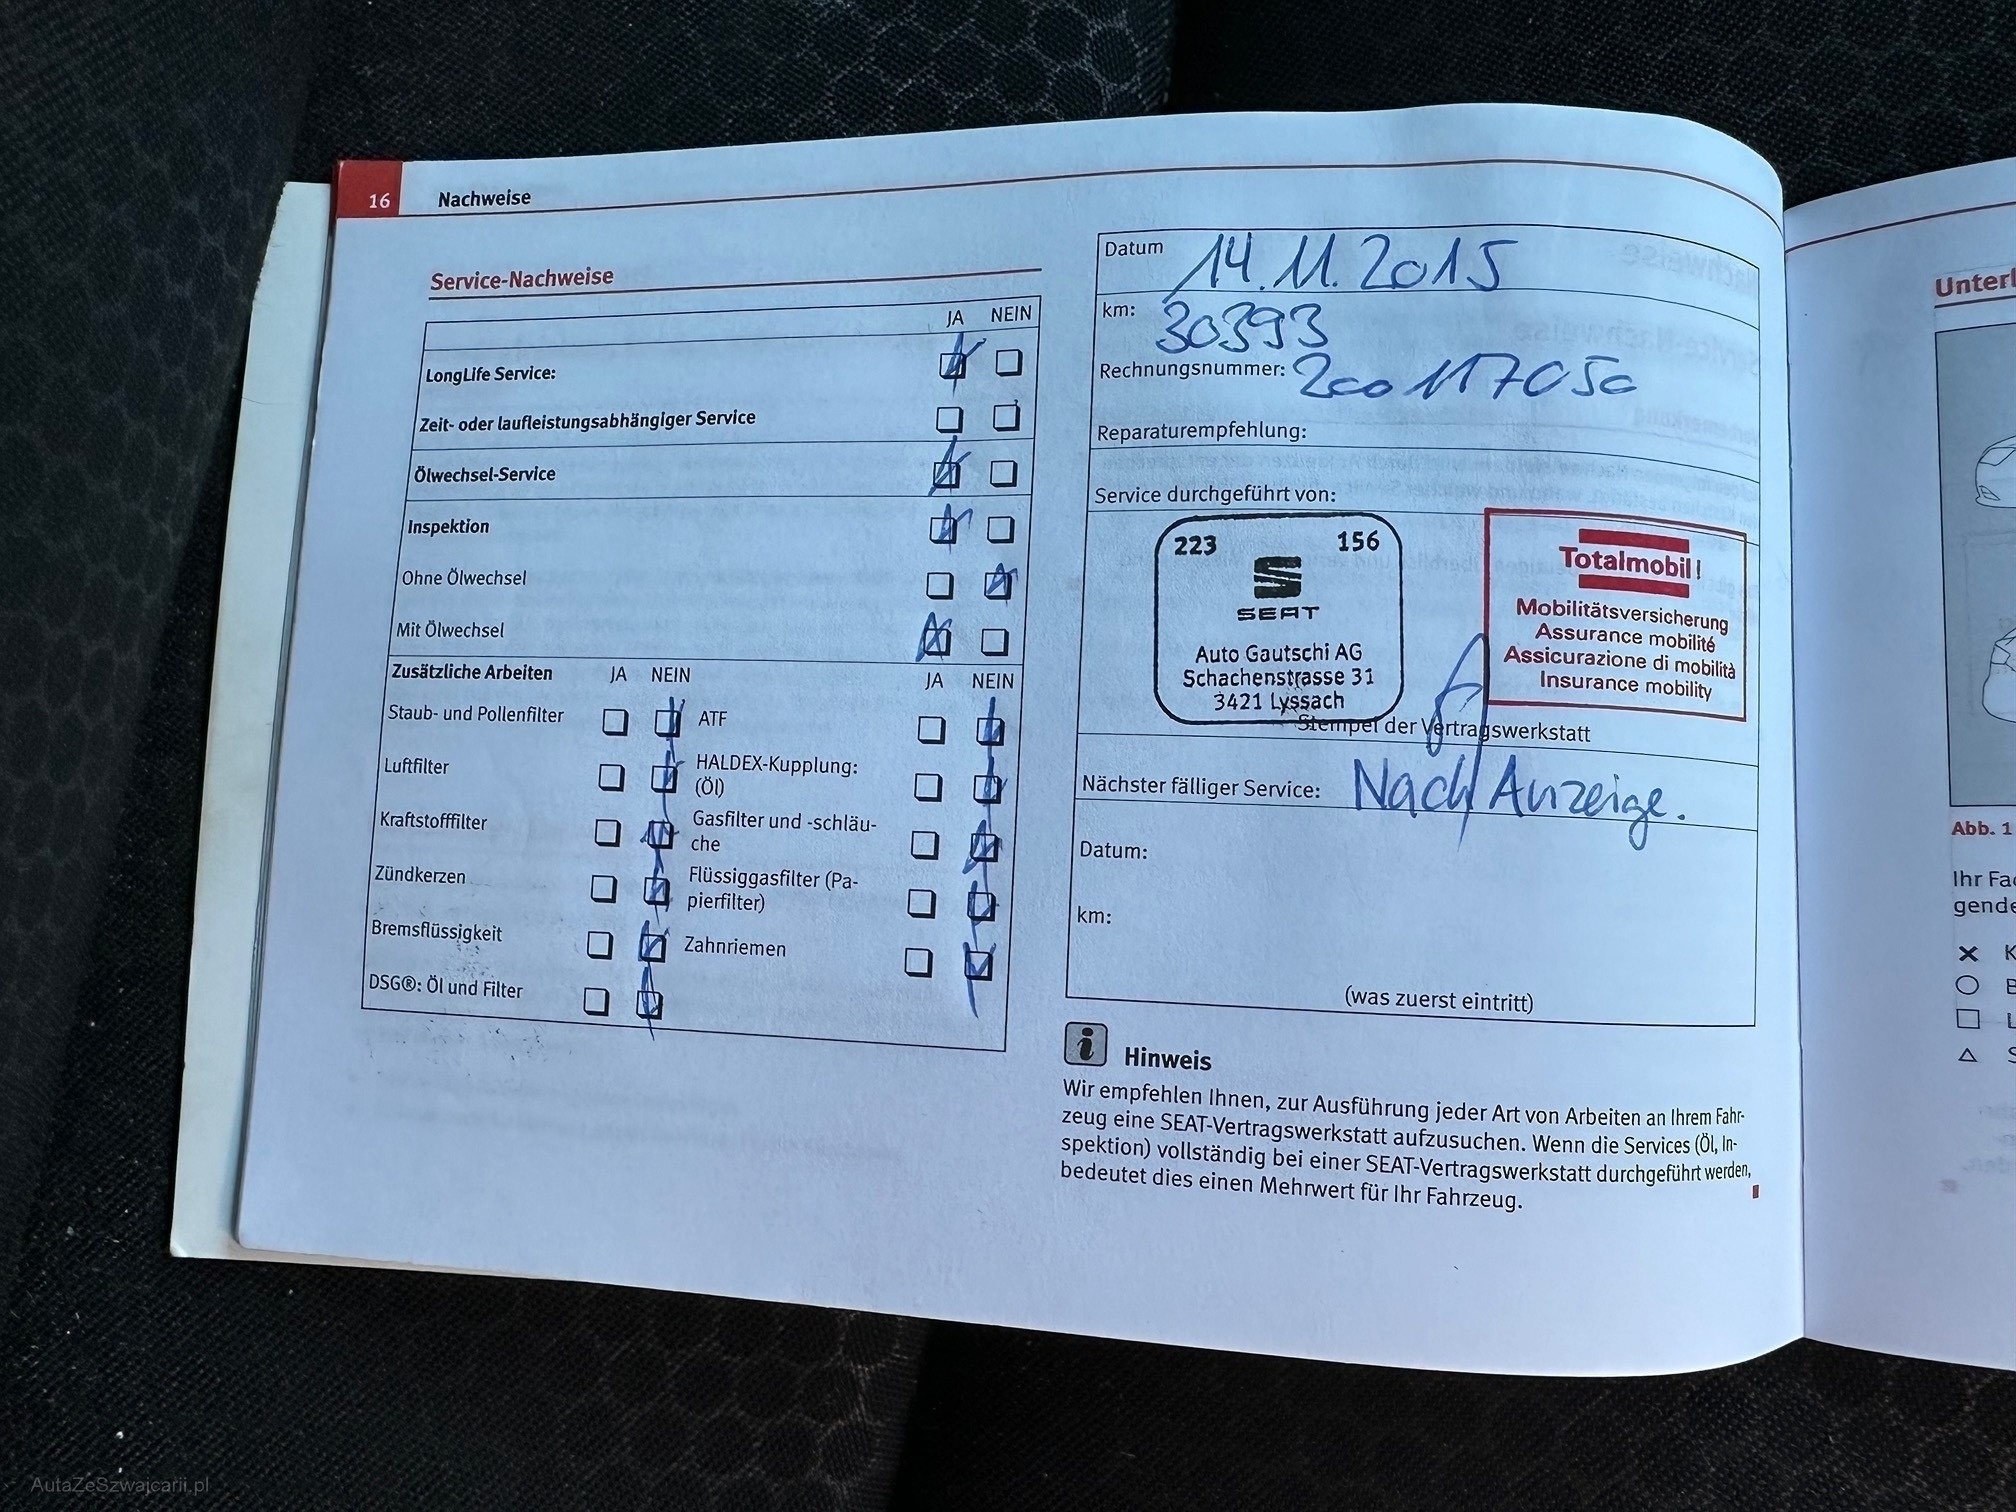 16 Nachweise
Service-Nachweise
JA NEIN
LongLife Service:
Zeit- oder laufleistungsabhängiger Service
Ölwechsel-Service
Inspektion
Ohne Ölwechsel
Mit Ölwechsel
Zusätzliche Arbeiten JA NEIN JA NEIN
Staub- und Pollenfilter ATF
Luftfilter HALDEX-Kupplung:
(Öl)
Kraftstofffilter Gasfilter und -schläu-
che
Zündkerzen Flüssiggasfilter (Pa-
pierfilter)
Bremsflüssigkeit Zahnriemen
DSG®: Öl und Filter
Datum 14.11.2015
km: 30393
Rechnungsnummer: 200117050
Reparaturempfehlung:
Service durchgeführt von:
223 156
SEAT
Auto Gautschi AG
Schachenstrasse 31
3421 Lyssach
Totalmobil!
Mobilitätsversicherung
Assurance mobilité
Assicurazione di mobilità
Insurance mobility
Stempel der Vertragswerkstatt
Nächster fälliger Service: Nach Anzeige.
Datum:
km:
(was zuerst eintritt)
Hinweis
Wir empfehlen Ihnen, zur Ausführung jeder Art von Arbeiten an Ihrem Fahr-
zeug eine SEAT-Vertragswerkstatt aufzusuchen. Wenn die Services (Öl, In-
spektion) vollständig bei einer SEAT-Vertragswerkstatt durchgeführt werden,
bedeutet dies einen Mehrwert für Ihr Fahrzeug.
Abb. 1
Ihr
AutaZeSzwajcarii.pl